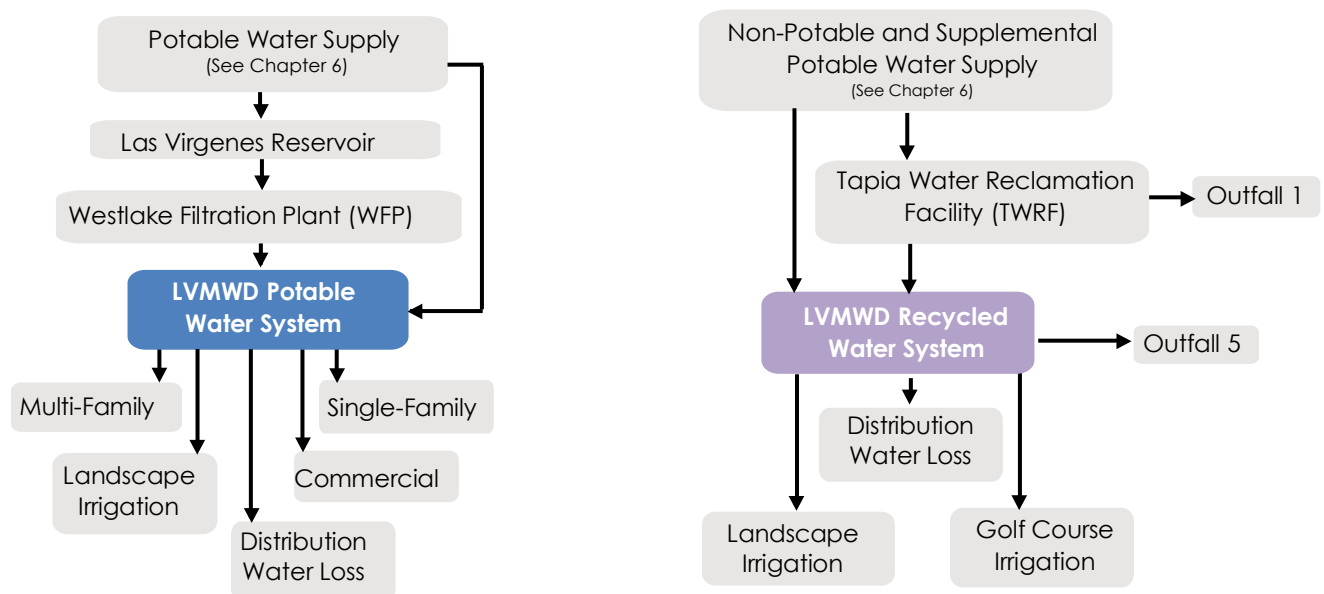 Potable Water Supply
(See Chapter 6)
Las Virgenes Reservoir
Westlake Filtration Plant (WFP)
LVMWD Potable
Water System
Multi-Family
Single-Family
Landscape
Irrigation
Commercial
Distribution
Water Loss
Non-Potable and Supplemental
Potable Water Supply
(See Chapter 6)
Tapia Water Reclamation
Facility (TWRF)
Outfall 1
LVMWD Recycled
Water System
Outfall 5
Distribution
Water Loss
Landscape
Irrigation
Golf Course
Irrigation